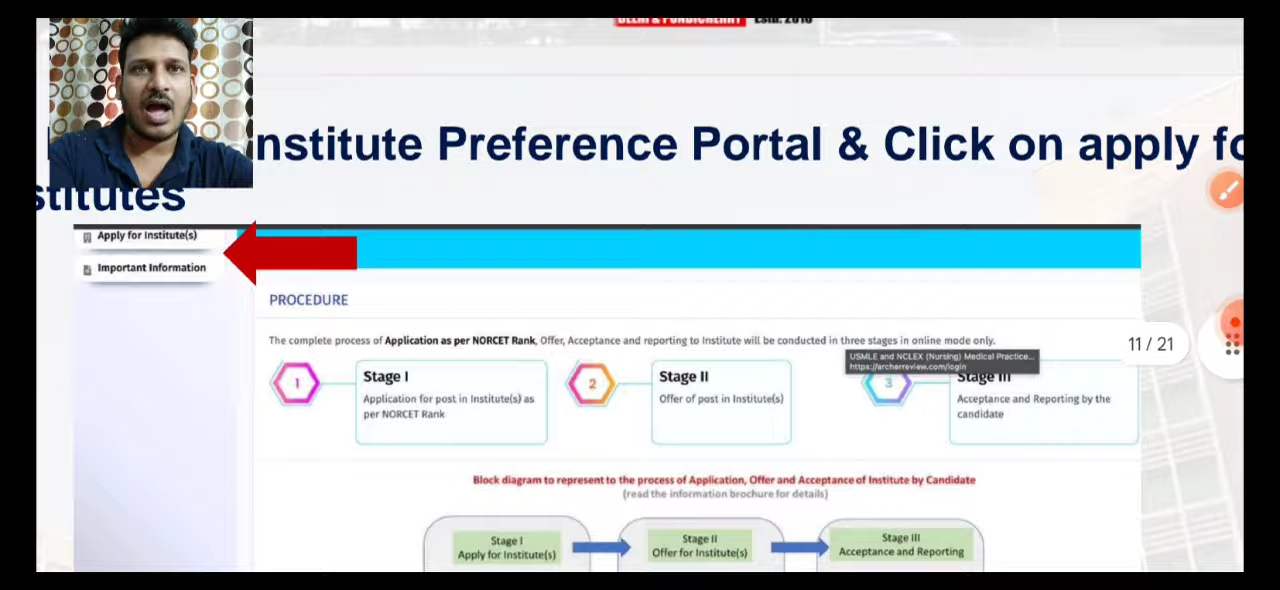 DELHI & PONDICHERRY Estd. 2016
nstitute Preference Portal & Click on apply fo
stitutes
Apply for Institute(s)
Important Information
PROCEDURE
The complete process of Application as per NORCET Rank, Offer, Acceptance and reporting to Institute will be conducted in three stages in online mode only.
11 / 21
USMLE and NCLEX (Nursing) Medical Practice...
https://archerreview.com/login
1
Stage I
Application for post in Institute(s) as
per NORCET Rank
2
Stage II
Offer of post in Institute(s)
3
Stage III
Acceptance and Reporting by the
candidate
Block diagram to represent to the process of Application, Offer and Acceptance of Institute by Candidate
(read the information brochure for details)
Stage I
Apply for Institute(s)
Stage II
Offer for Institute(s)
Stage III
Acceptance and Reporting